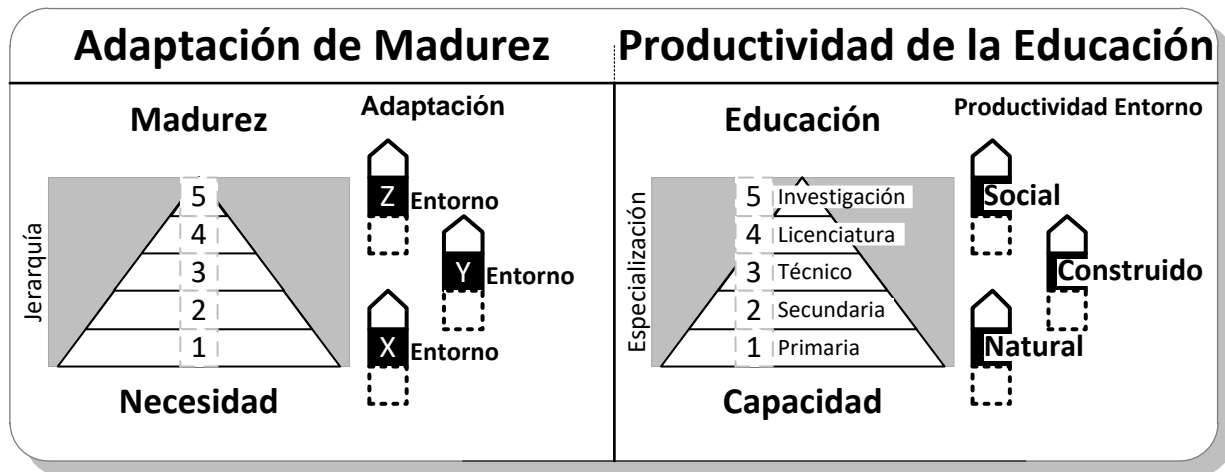 Adaptación de Madurez
Madurez
Adaptación
Jerarquía
5
4
3
2
1
Z Entorno
Y Entorno
X Entorno
Necesidad
Productividad de la Educación
Educación
Productividad Entorno
Especialización
5 Investigación
4 Licenciatura
3 Técnico
2 Secundaria
1 Primaria
Social
Construido
Natural
Capacidad